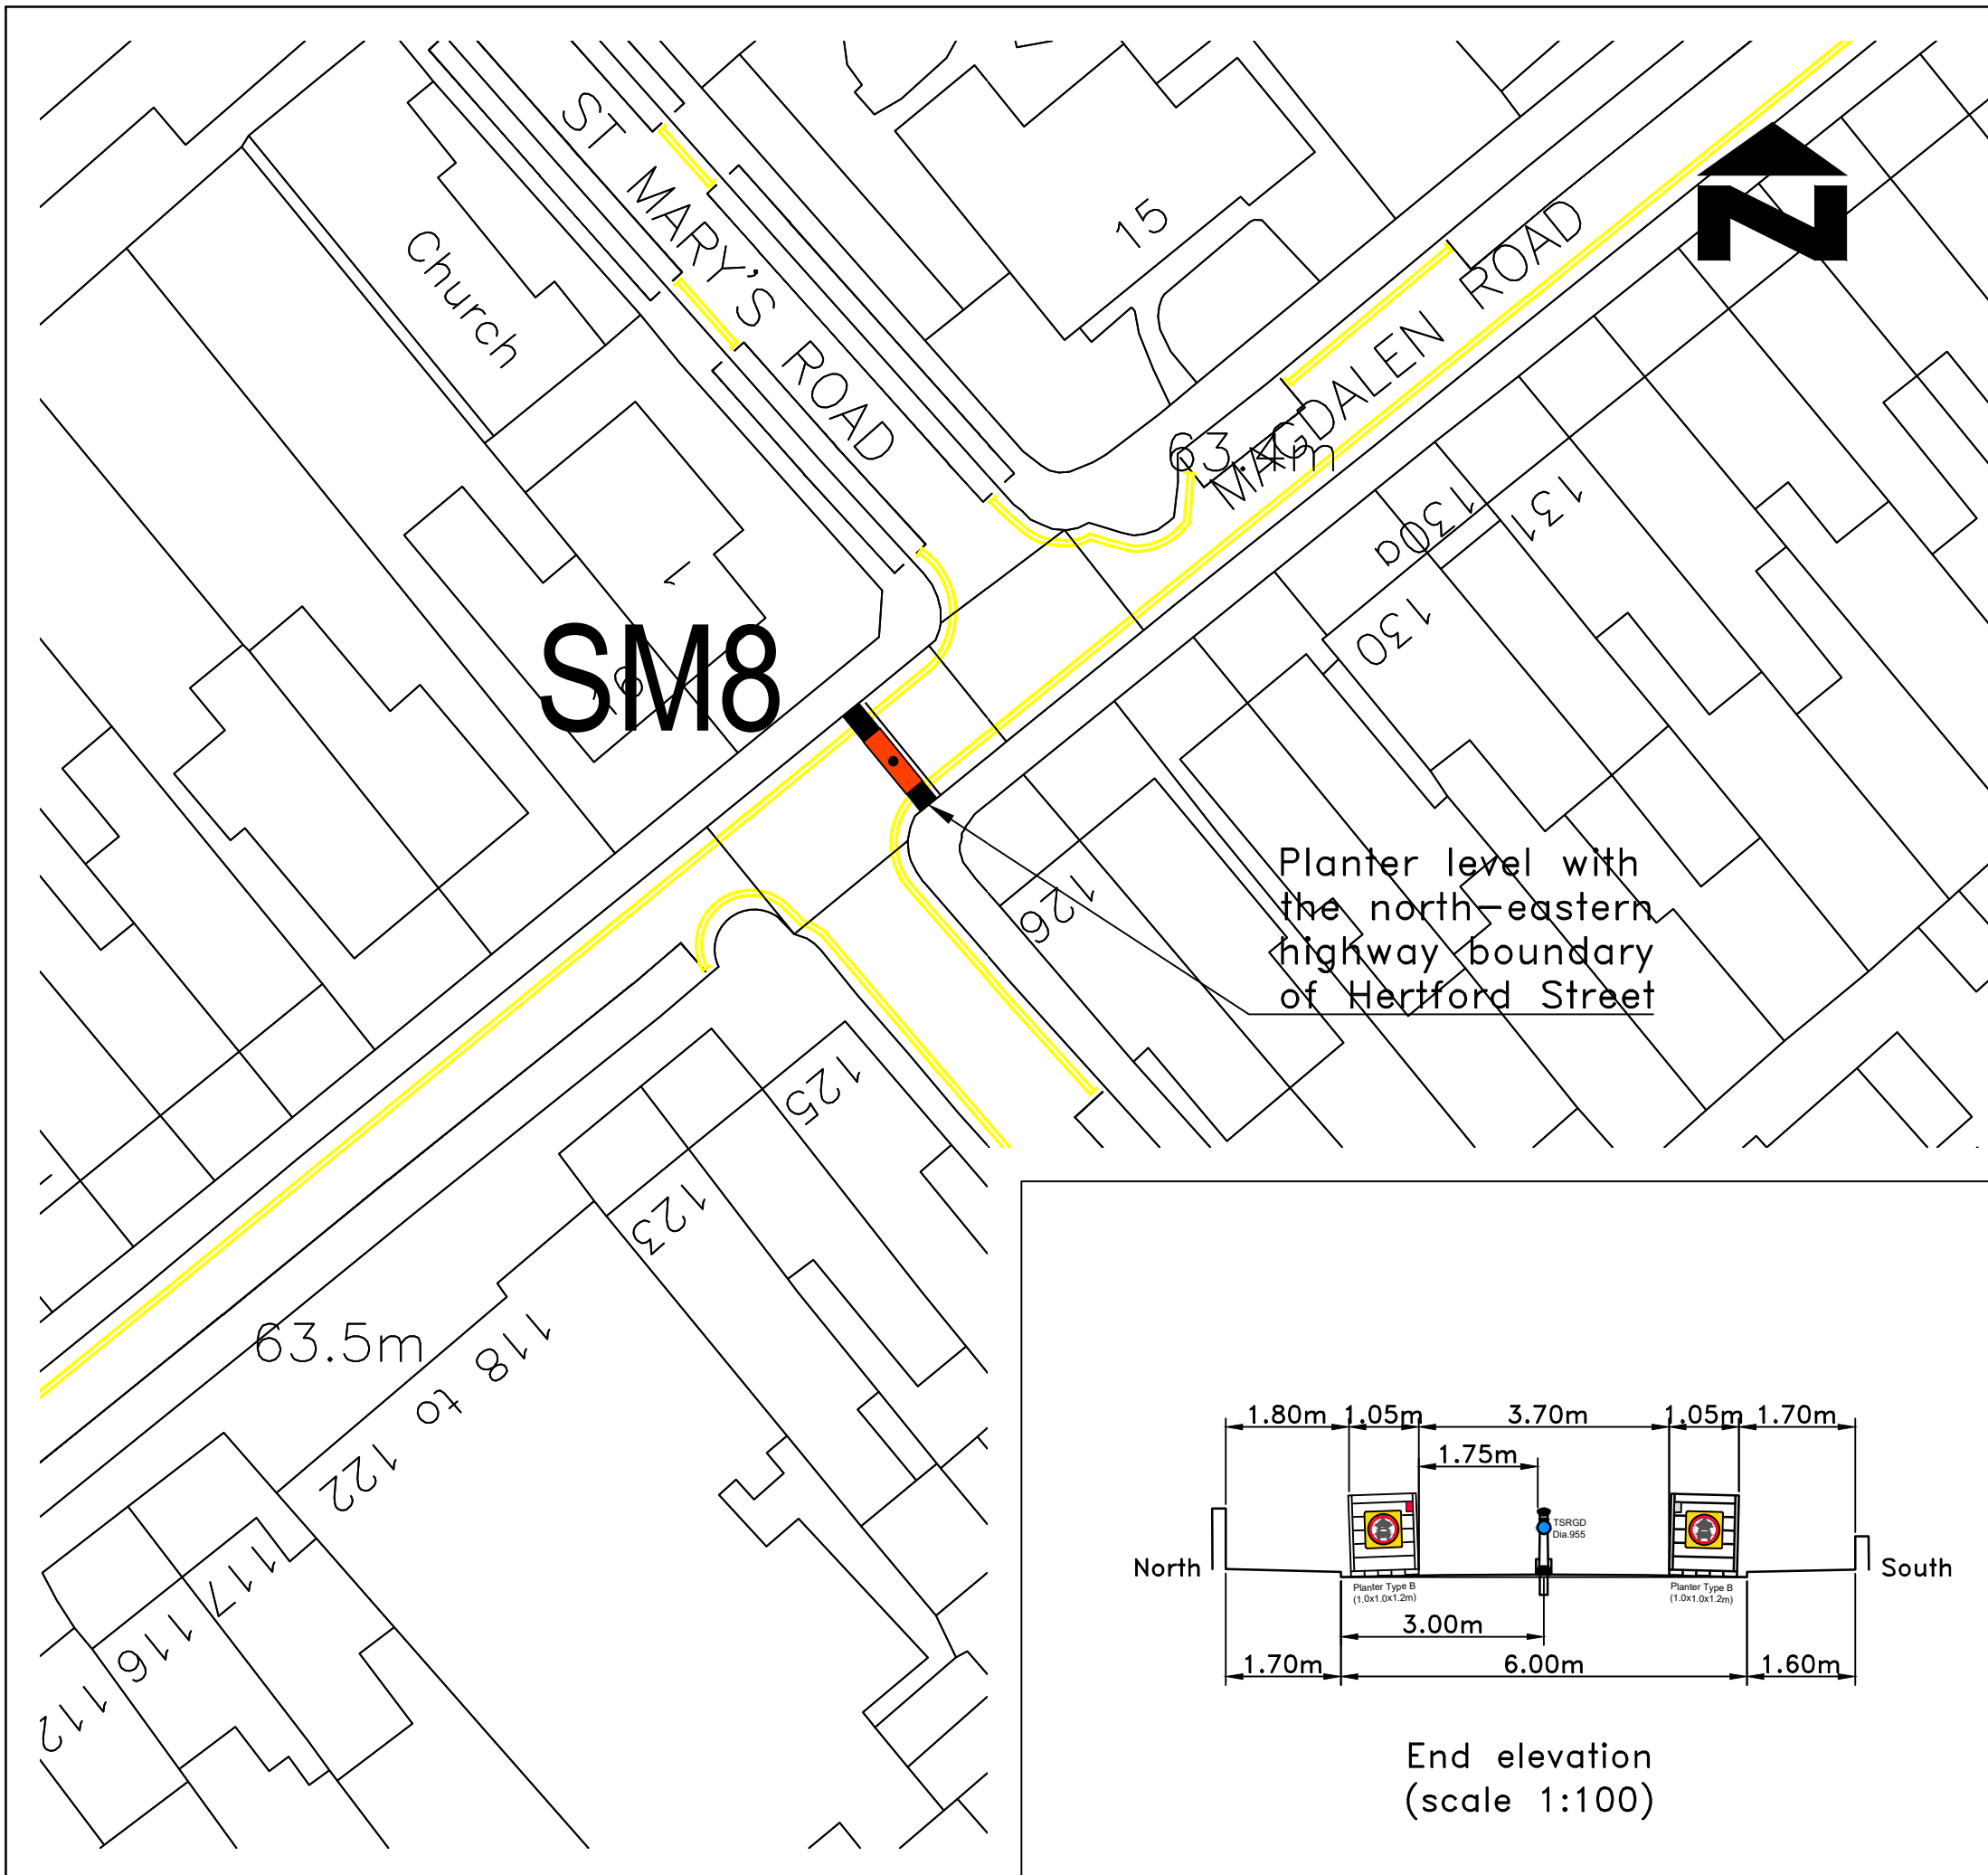 ST MARY'S ROAD
Church
15
MAGDALEN ROAD
63.4m
N
1
SM8
130a
131
130
126
Planter level with
the north-eastern
highway boundary
of Hertford Street
125
123
63.5m
118 to 122
117
116
112
1.80m 1.05m 3.70m 1.05m 1.70m
1.75m
TSRGD
Dia.955
North
South
Planter Type B
(1.0x1.0x1.2m)
Planter Type B
(1.0x1.0x1.2m)
3.00m
1.70m 6.00m 1.60m
End elevation
(scale 1:100)